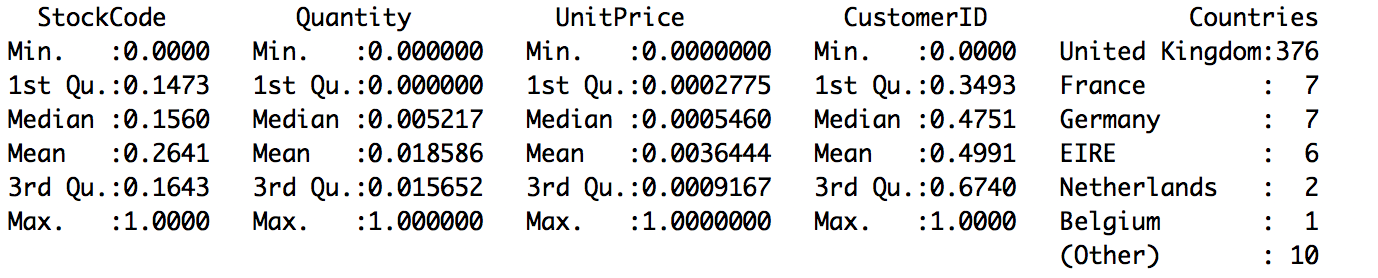 StockCode Quantity UnitPrice CustomerID Countries
Min. :0.0000 Min. :0.000000 Min. :0.0000000 Min. :0.0000 United Kingdom:376
1st Qu.:0.1473 1st Qu.:0.000000 1st Qu.:0.0002775 1st Qu.:0.3493 France : 7
Median :0.1560 Median :0.005217 Median :0.0005460 Median :0.4751 Germany : 7
Mean :0.2641 Mean :0.018586 Mean :0.0036444 Mean :0.4991 EIRE : 6
3rd Qu.:0.1643 3rd Qu.:0.015652 3rd Qu.:0.0009167 3rd Qu.:0.6740 Netherlands : 2
Max. :1.0000 Max. :1.000000 Max. :1.0000000 Max. :1.0000 Belgium : 1
(Other) : 10